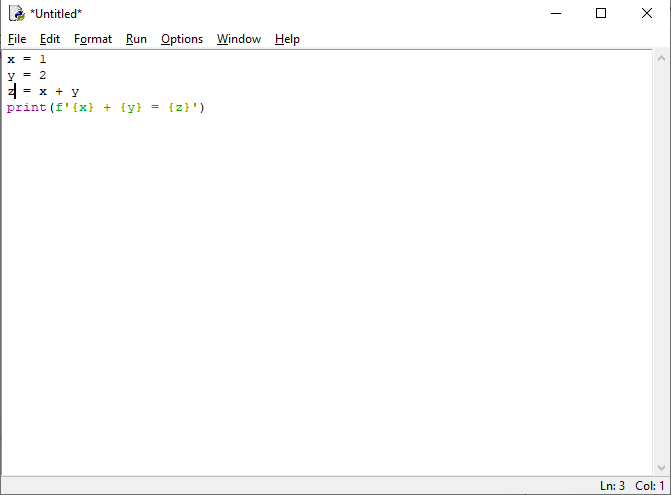 *Untitled*
File Edit Format Run Options Window Help
x = 1
y = 2
z = x + y
print(f'{x} + {y} = {z}')
Ln: 3 Col: 1